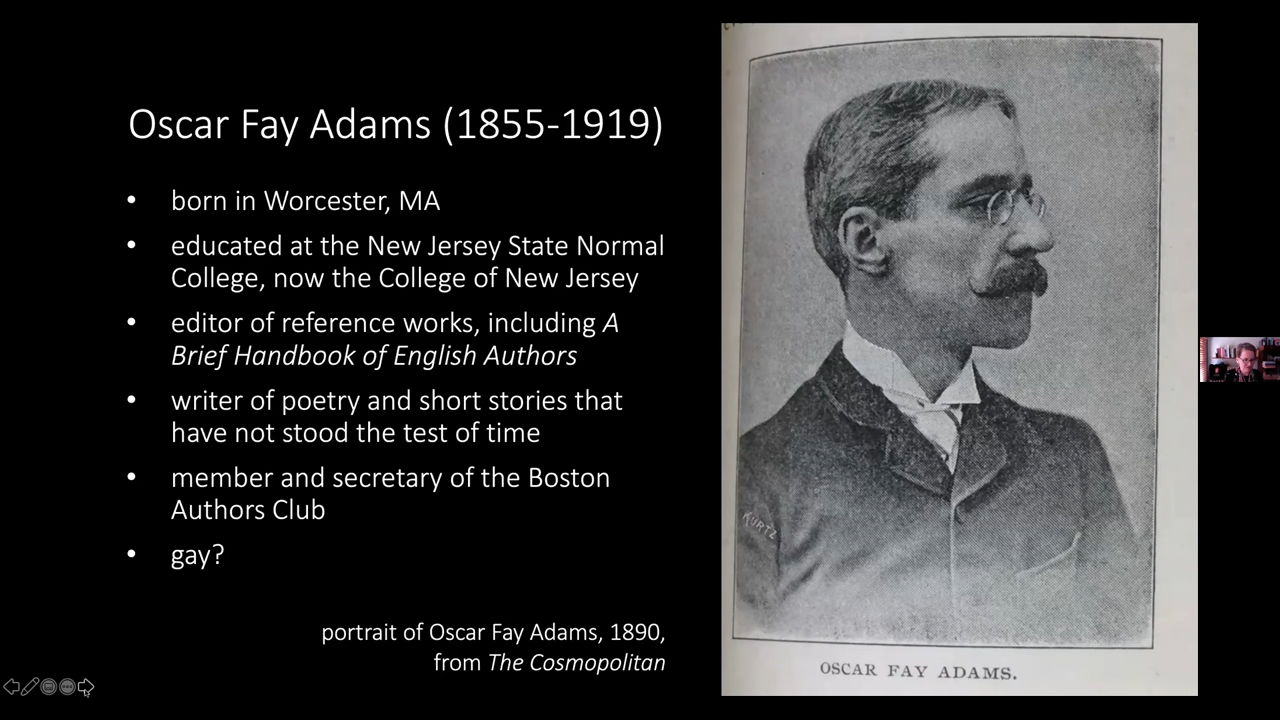 Oscar Fay Adams (1855-1919)
• born in Worcester, MA
• educated at the New Jersey State Normal
College, now the College of New Jersey
• editor of reference works, including A
Brief Handbook of English Authors
• writer of poetry and short stories that
have not stood the test of time
• member and secretary of the Boston
Authors Club
• gay?
portrait of Oscar Fay Adams, 1890,
from The Cosmopolitan
KURTZ
OSCAR FAY ADAMS.